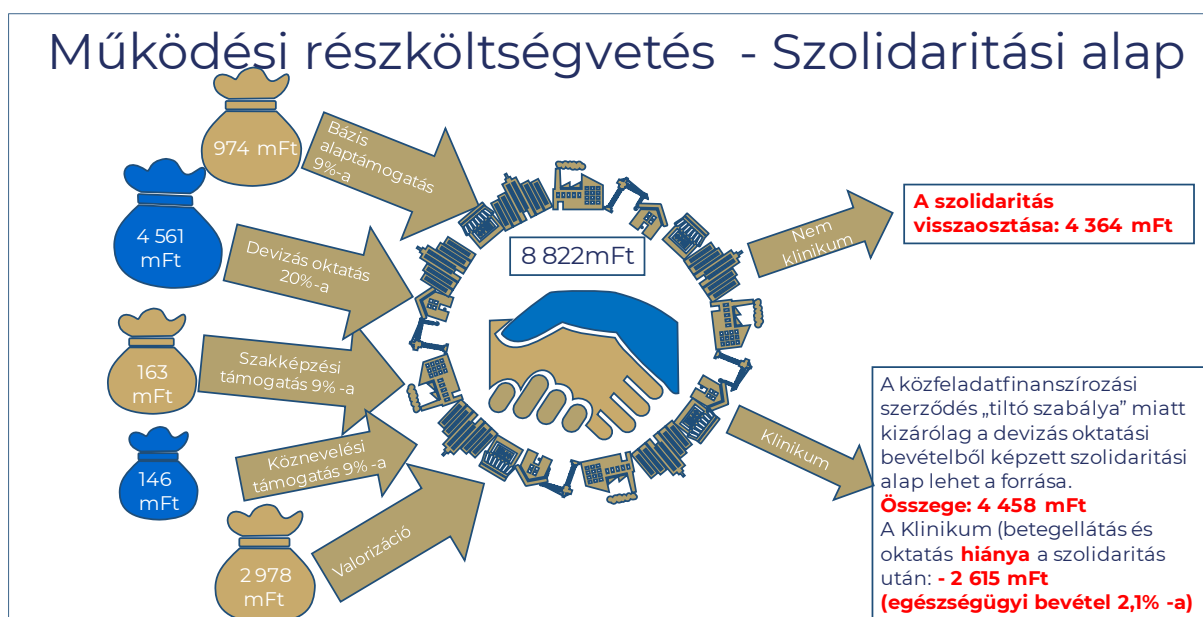 Működési részköltségvetés - Szolidaritási alap
974 mFt
Bázis
alaptámogatás
9%-a
4 561
mFt
Devizás oktatás
20%-a
163
mFt
Szakképzési
támogatás 9% -a
146
mFt
Köznevelési
támogatás 9% -a
2 978
mFt
Valorizáció
8 822mFt
Nem
klinikum
A szolidaritás
visszaosztása: 4 364 mFt
Klinikum
A közfeladatfinanszírozási
szerződés „tiltó szabálya” miatt
kizárólag a devizás oktatási
bevételből képzett szolidaritási
alap lehet a forrása.
Összege: 4 458 mFt
A Klinikum (betegellátás és
oktatás hiánya a szolidaritás
után: - 2 615 mFt
(egészségügyi bevétel 2,1% -a)